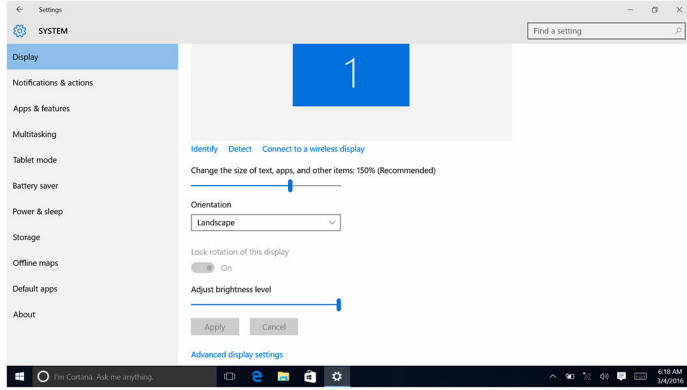 Settings
SYSTEM
Find a setting
Display
Notifications & actions
Apps & features
Multitasking
Tablet mode
Battery saver
Power & sleep
Storage
Offline maps
Default apps
About
1
Identify Detect Connect to a wireless display
Change the size of text, apps, and other items: 150% (Recommended)
Orientation
Landscape
Lock rotation of this display
On
Adjust brightness level
Apply Cancel
Advanced display settings
I'm Cortana. Ask me anything.
6:18 AM
3/4/2016